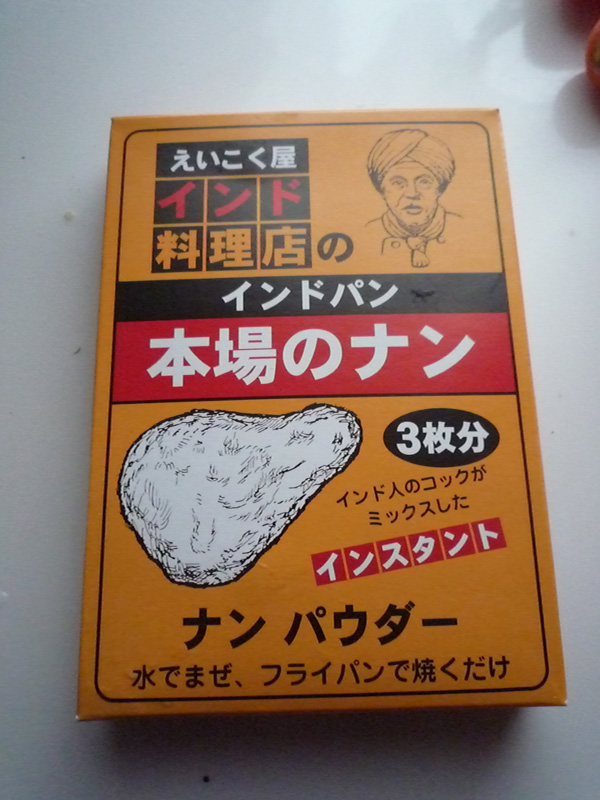 えいこく屋
インド
料理店の
インドパン
本場のナン
3枚分
インド人のコックが
ミックスした
インスタント
ナン パウダー
水でまぜ、フライパンで焼くだけ